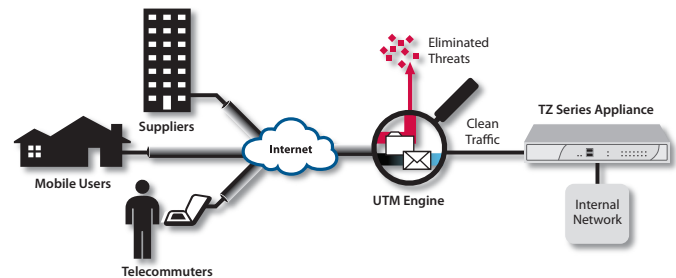 Eliminated
Threats
TZ Series Appliance
Suppliers
Internet
Clean
Traffic
Mobile Users
UTM Engine
Internal
Network
Telecommuters